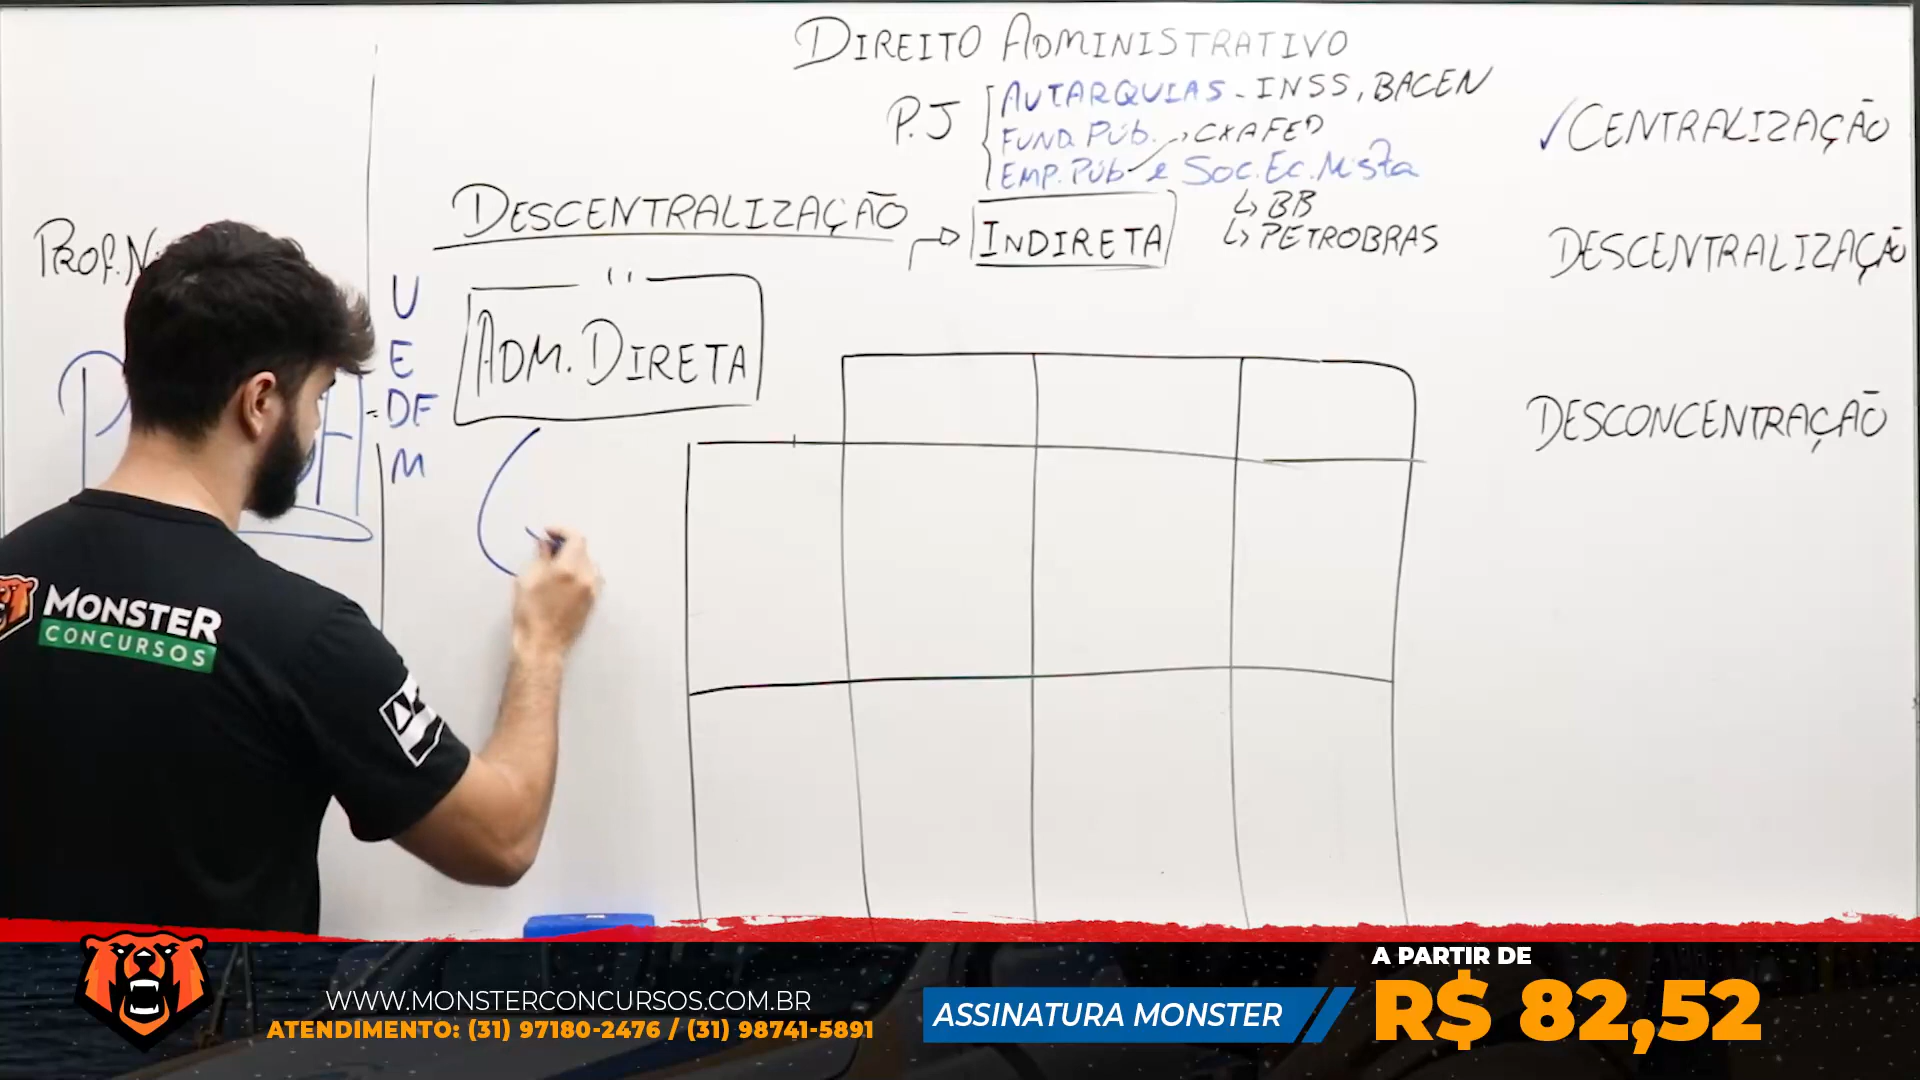 DIREITO ADMINISTRATIVO
P.J
AUTARQUIAS - INSS, BACEN
FUND. PÚB. → CXAFED
EMP. PÚB e SOC. EC. MISTA
↳ BB
↳ PETROBRAS
INDIRETA
DESCENTRALIZAÇÃO
ADM. DIRETA
✓CENTRALIZAÇÃO
DESCENTRALIZAÇÃO
DESCONCENTRAÇÃO
PROF. N
U
E
DF
M
MONSTER
CONCURSOS
WWW.MONSTERCONCURSOS.COM.BR
ATENDIMENTO: (31) 97180-2476 / (31) 98741-5891
ASSINATURA MONSTER
A PARTIR DE
R$ 82,52